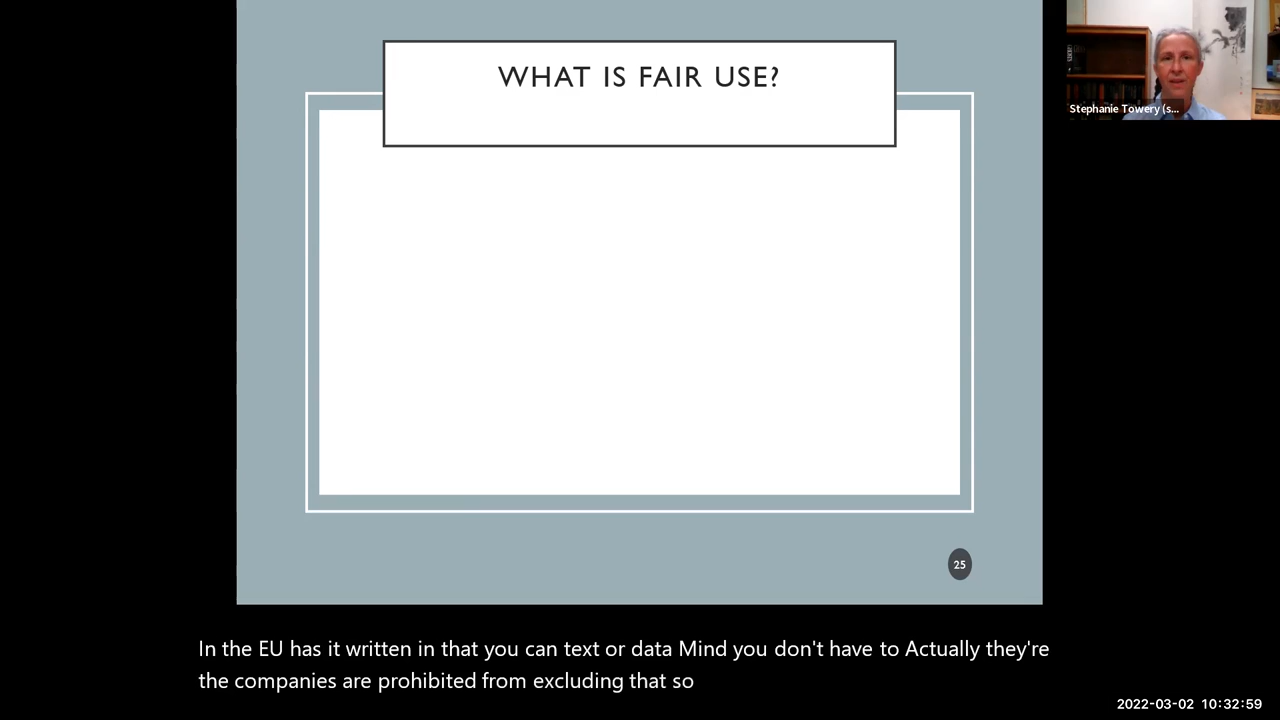 WHAT IS FAIR USE?
Stephanie Towery (s...
25
In the EU has it written in that you can text or data Mind you don't have to Actually they're
the companies are prohibited from excluding that so
2022-03-02 10:32:59